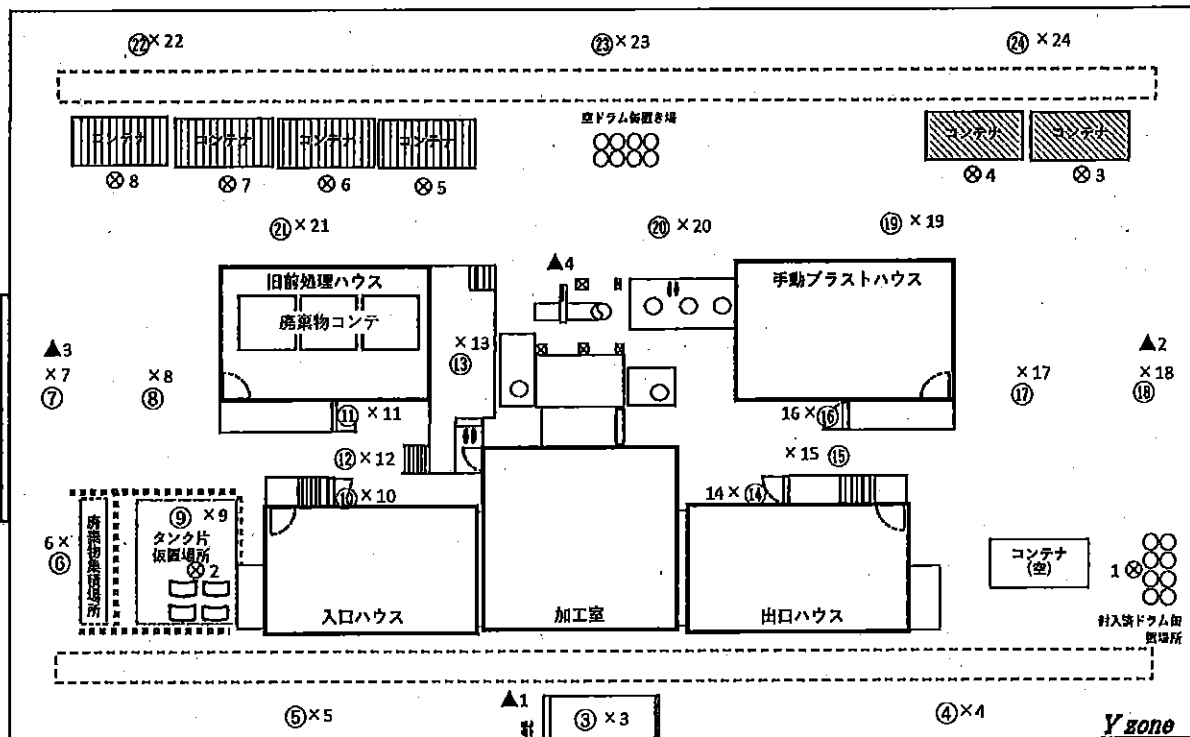 ㉒×22
㉓×23
㉔×24
コンテナ
コンテナ
コンテナ
コンテナ
空ドラム缶置き場
コンテナ
コンテナ
⊗8
⊗7
⊗6
⊗5
⊗4
⊗3
㉑×21
⑳×20
⑲×19
▲4
旧前処理ハウス
廃棄物コンテ
手動ブラストハウス
▲3
×7
⑦
×8
⑧
×13
⑬
▲2
×17
⑰
×18
⑱
⑪×11
16×⑯
⑫×12
×15⑮
⑩×10
14×⑭
6×
⑥
廃棄物集積場所
⑨×9
タンク片
仮置場所
⊗2
コンテナ
(空)
1⊗
入口ハウス
加工室
出口ハウス
封入済ドラム缶
置場所
▲1
⑤×5
③×3
④×4
Y zone